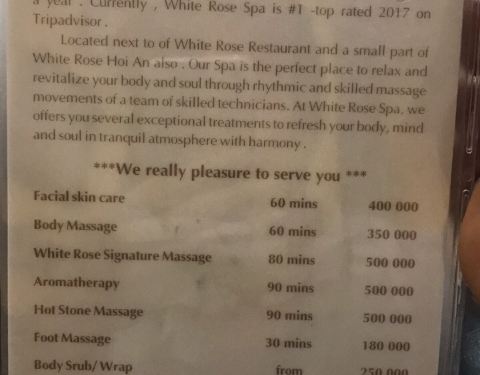 a year . Currently , White Rose Spa is #1 -top rated 2017 on
Tripadvisor .
Located next to of White Rose Restaurant and a small part of
White Rose Hoi An also . Our Spa is the perfect place to relax and
revitalize your body and soul through rhythmic and skilled massage
movements of a team of skilled technicians. At White Rose Spa, we
offers you several exceptional treatments to refresh your body, mind
and soul in tranquil atmosphere with harmony .
***We really pleasure to serve you ***
Facial skin care 60 mins 400 000
Body Massage 60 mins 350 000
White Rose Signature Massage 80 mins 500 000
Aromatherapy 90 mins 500 000
Hot Stone Massage 90 mins 500 000
Foot Massage 30 mins 180 000
Body Srub/ Wrap from 250 000